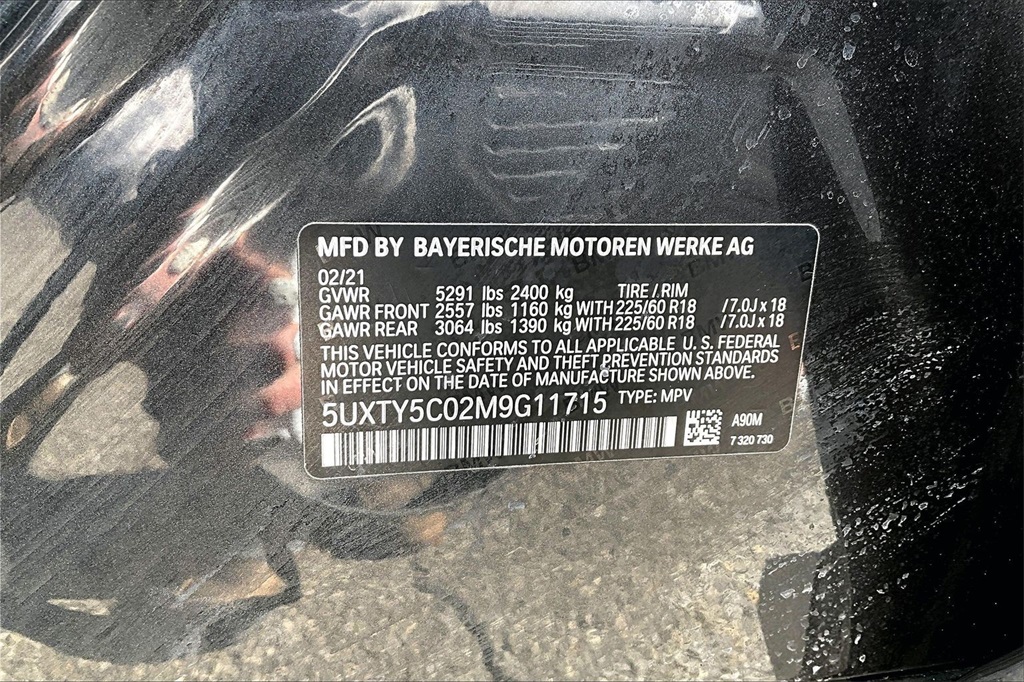 MFD BY BAYERISCHE MOTOREN WERKE AG
02/21
GVWR 5291 lbs 2400 kg TIRE / RIM
GAWR FRONT 2557 lbs 1160 kg WITH 225/60 R18 / 7.0J x 18
GAWR REAR 3064 lbs 1390 kg WITH 225/60 R18 / 7.0J x 18
THIS VEHICLE CONFORMS TO ALL APPLICABLE U. S. FEDERAL
MOTOR VEHICLE SAFETY AND THEFT PREVENTION STANDARDS
IN EFFECT ON THE DATE OF MANUFACTURE SHOWN ABOVE.
5UXTY5C02M9G11715 TYPE: MPV
A90M
7 320 730